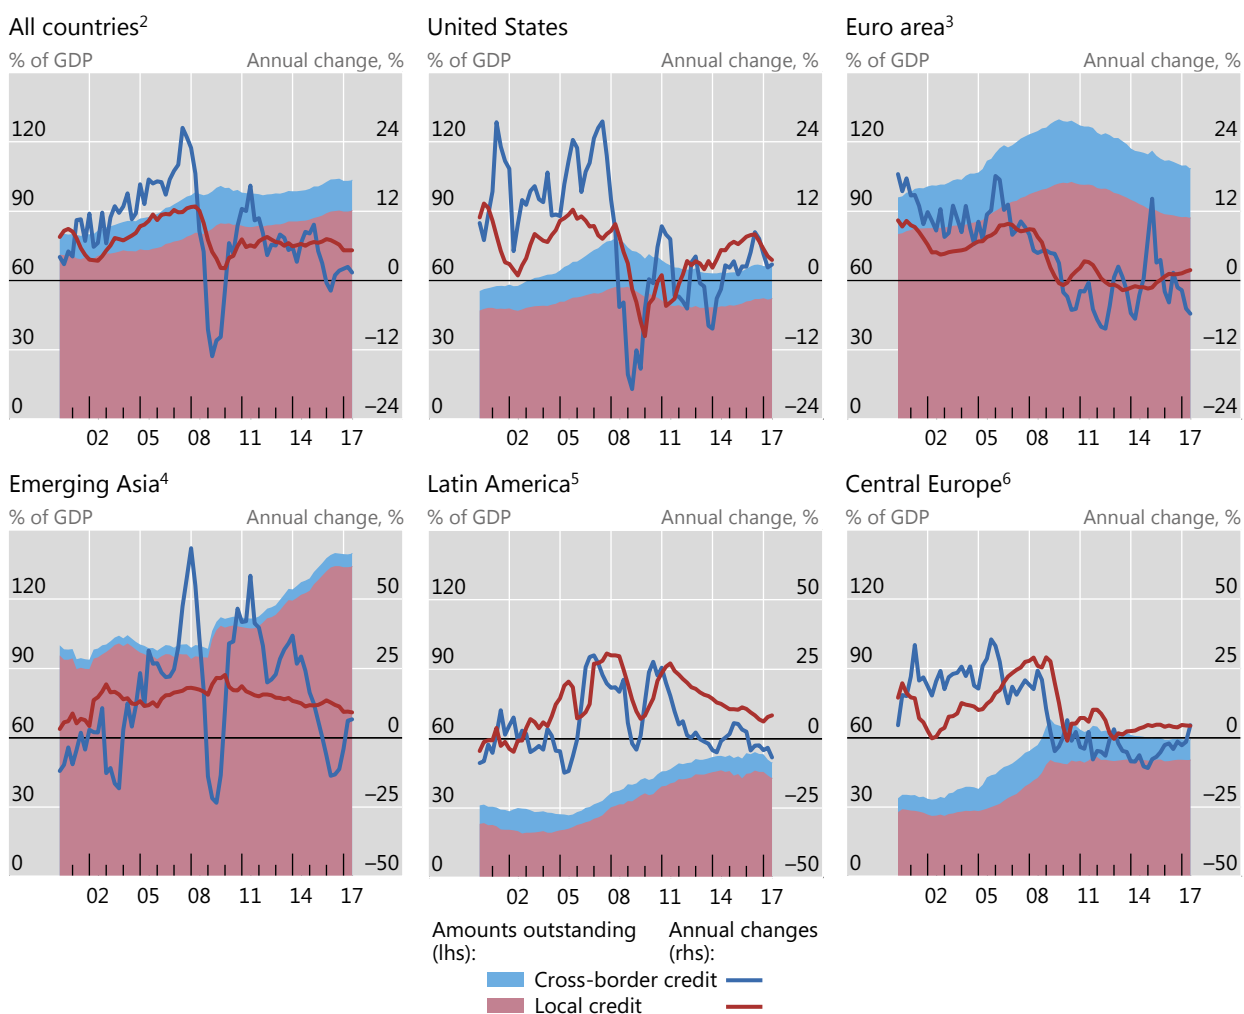 All countries²
% of GDP Annual change, %
120 24
90 12
60 0
30 –12
0 –24
02 05 08 11 14 17
United States
% of GDP Annual change, %
120 24
90 12
60 0
30 –12
0 –24
02 05 08 11 14 17
Euro area³
% of GDP Annual change, %
120 24
90 12
60 0
30 –12
0 –24
02 05 08 11 14 17
Emerging Asia⁴
% of GDP Annual change, %
120 50
90 25
60 0
30 –25
0 –50
02 05 08 11 14 17
Latin America⁵
% of GDP Annual change, %
120 50
90 25
60 0
30 –25
0 –50
02 05 08 11 14 17
Central Europe⁶
% of GDP Annual change, %
120 50
90 25
60 0
30 –25
0 –50
02 05 08 11 14 17
Amounts outstanding Annual changes
(lhs): (rhs):
Cross-border credit
Local credit